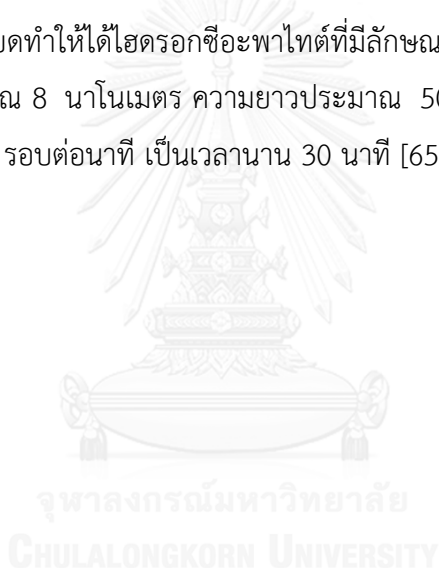 บดทำให้ได้ไฮดรอกซีอะพาไทต์ที่มีลักษณ
ณ 8 นาโนเมตร ความยาวประมาณ 50
รอบต่อนาที เป็นเวลานาน 30 นาที [65
จุฬาลงกรณ์มหาวิทยาลัย
CHULALONGKORN UNIVERSITY